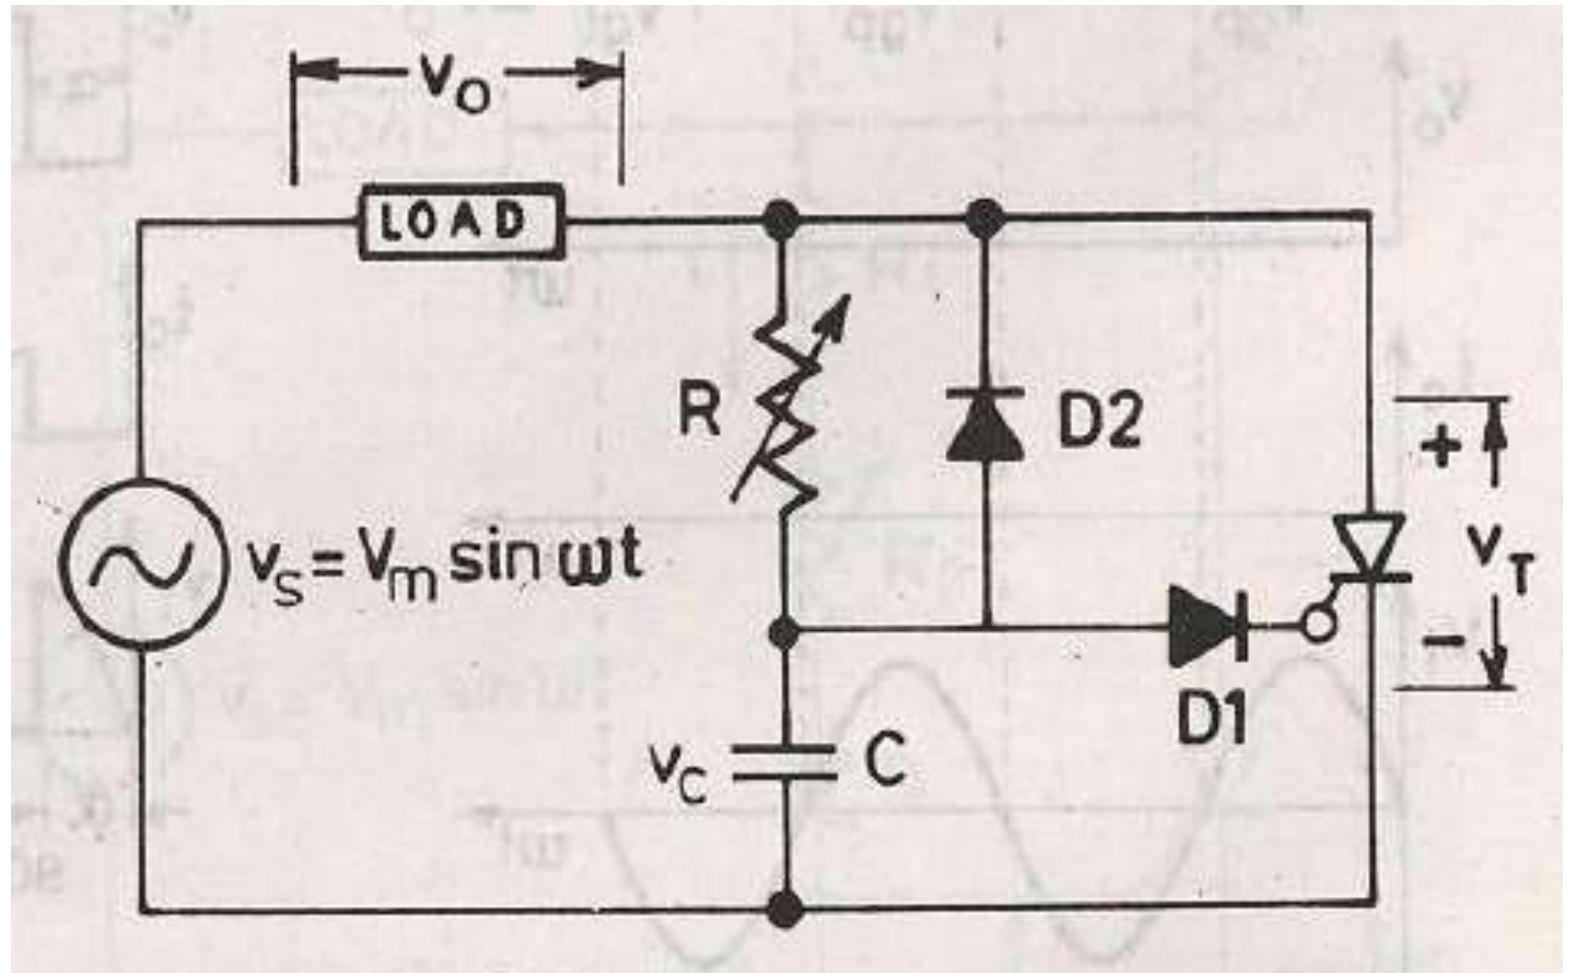 vo
LOAD
R
D2
+
vs = Vm sin ωt
vT
−
D1
vC
C